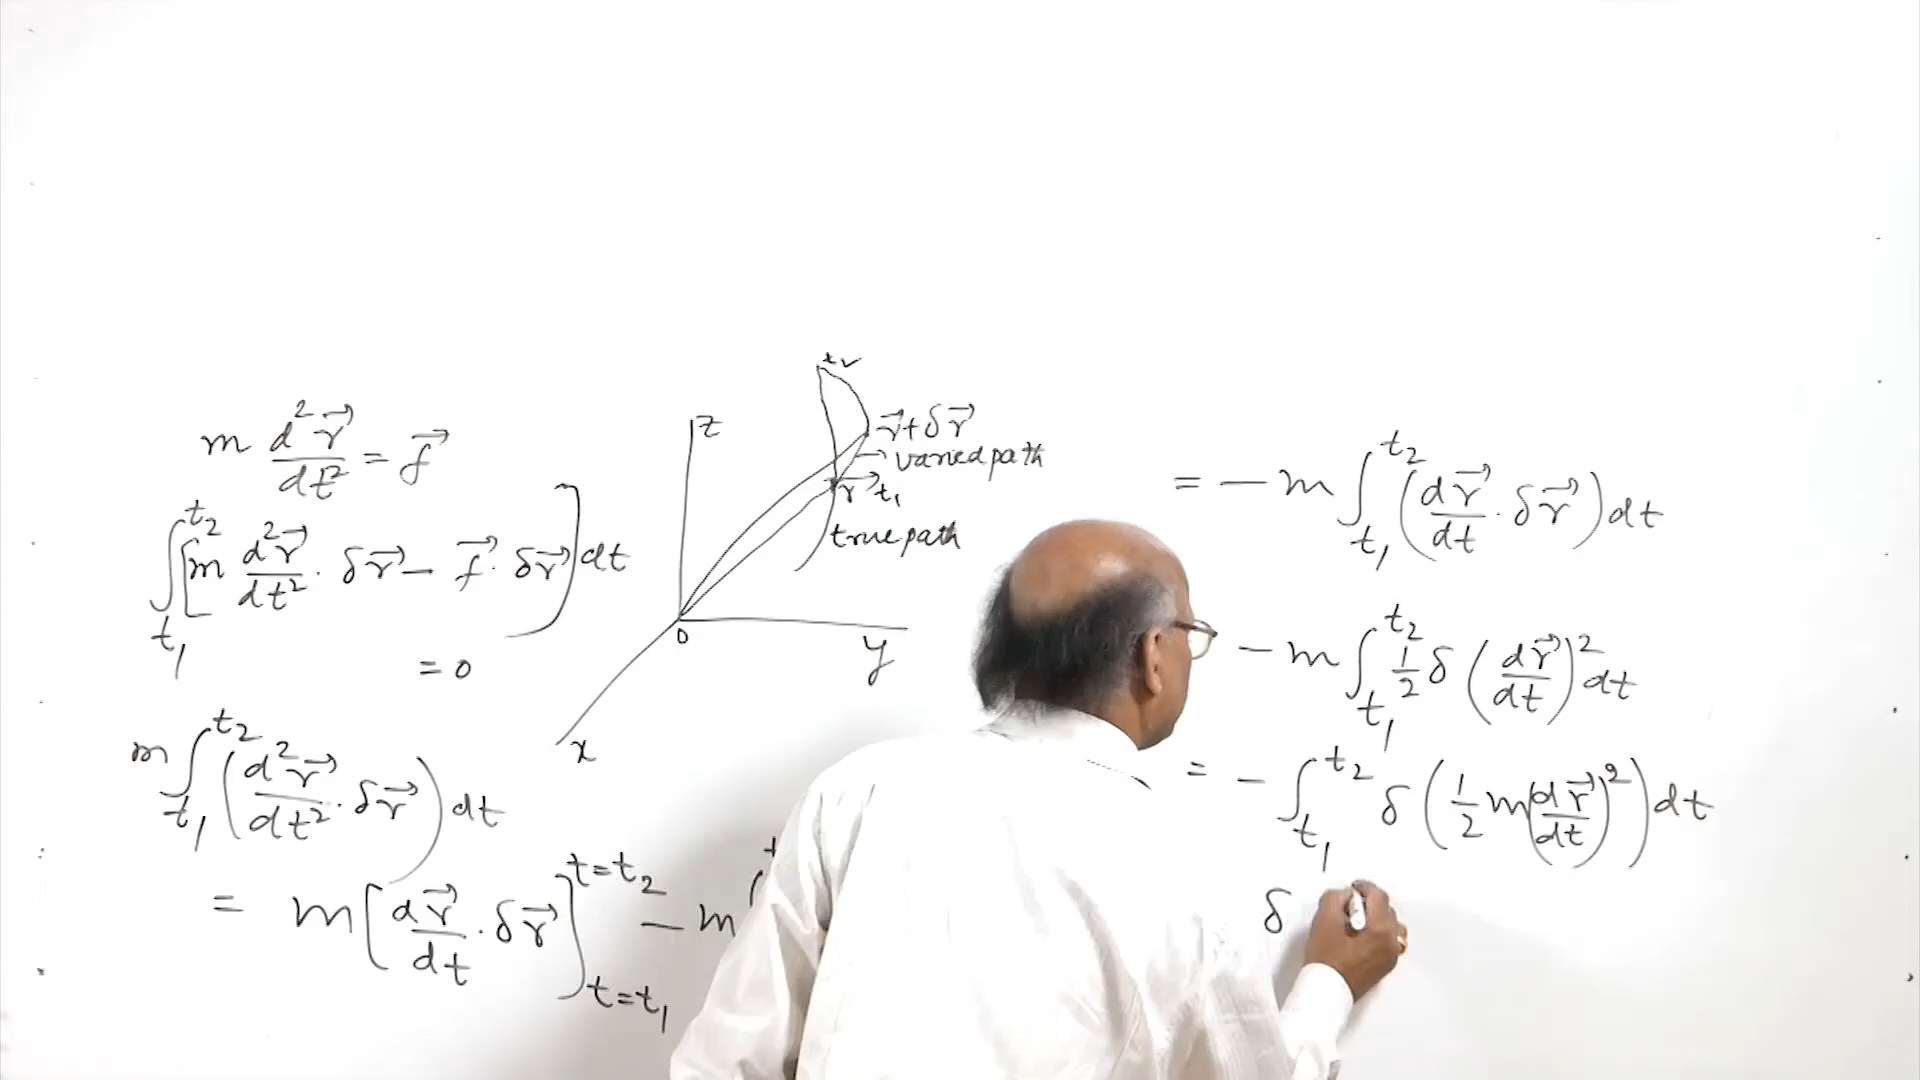 m d²r⃗/dt² = f⃗
∫_{t₁}^{t₂} [m d²r⃗/dt² · δr⃗ − f⃗ · δr⃗] dt
= 0
m ∫_{t₁}^{t₂} (d²r⃗/dt² · δr⃗) dt
= m [dr⃗/dt · δr⃗]_{t=t₁}^{t=t₂} − m
z
r⃗ + δr⃗
→ varied path
r⃗ t₁
true path
0
y
x
= − m ∫_{t₁}^{t₂} (dr⃗/dt · δr⃗) dt
− m ∫_{t₁}^{t₂} ½ δ (dr⃗/dt)² dt
= − ∫_{t₁}^{t₂} δ (½ m (dr⃗/dt)²) dt
δ